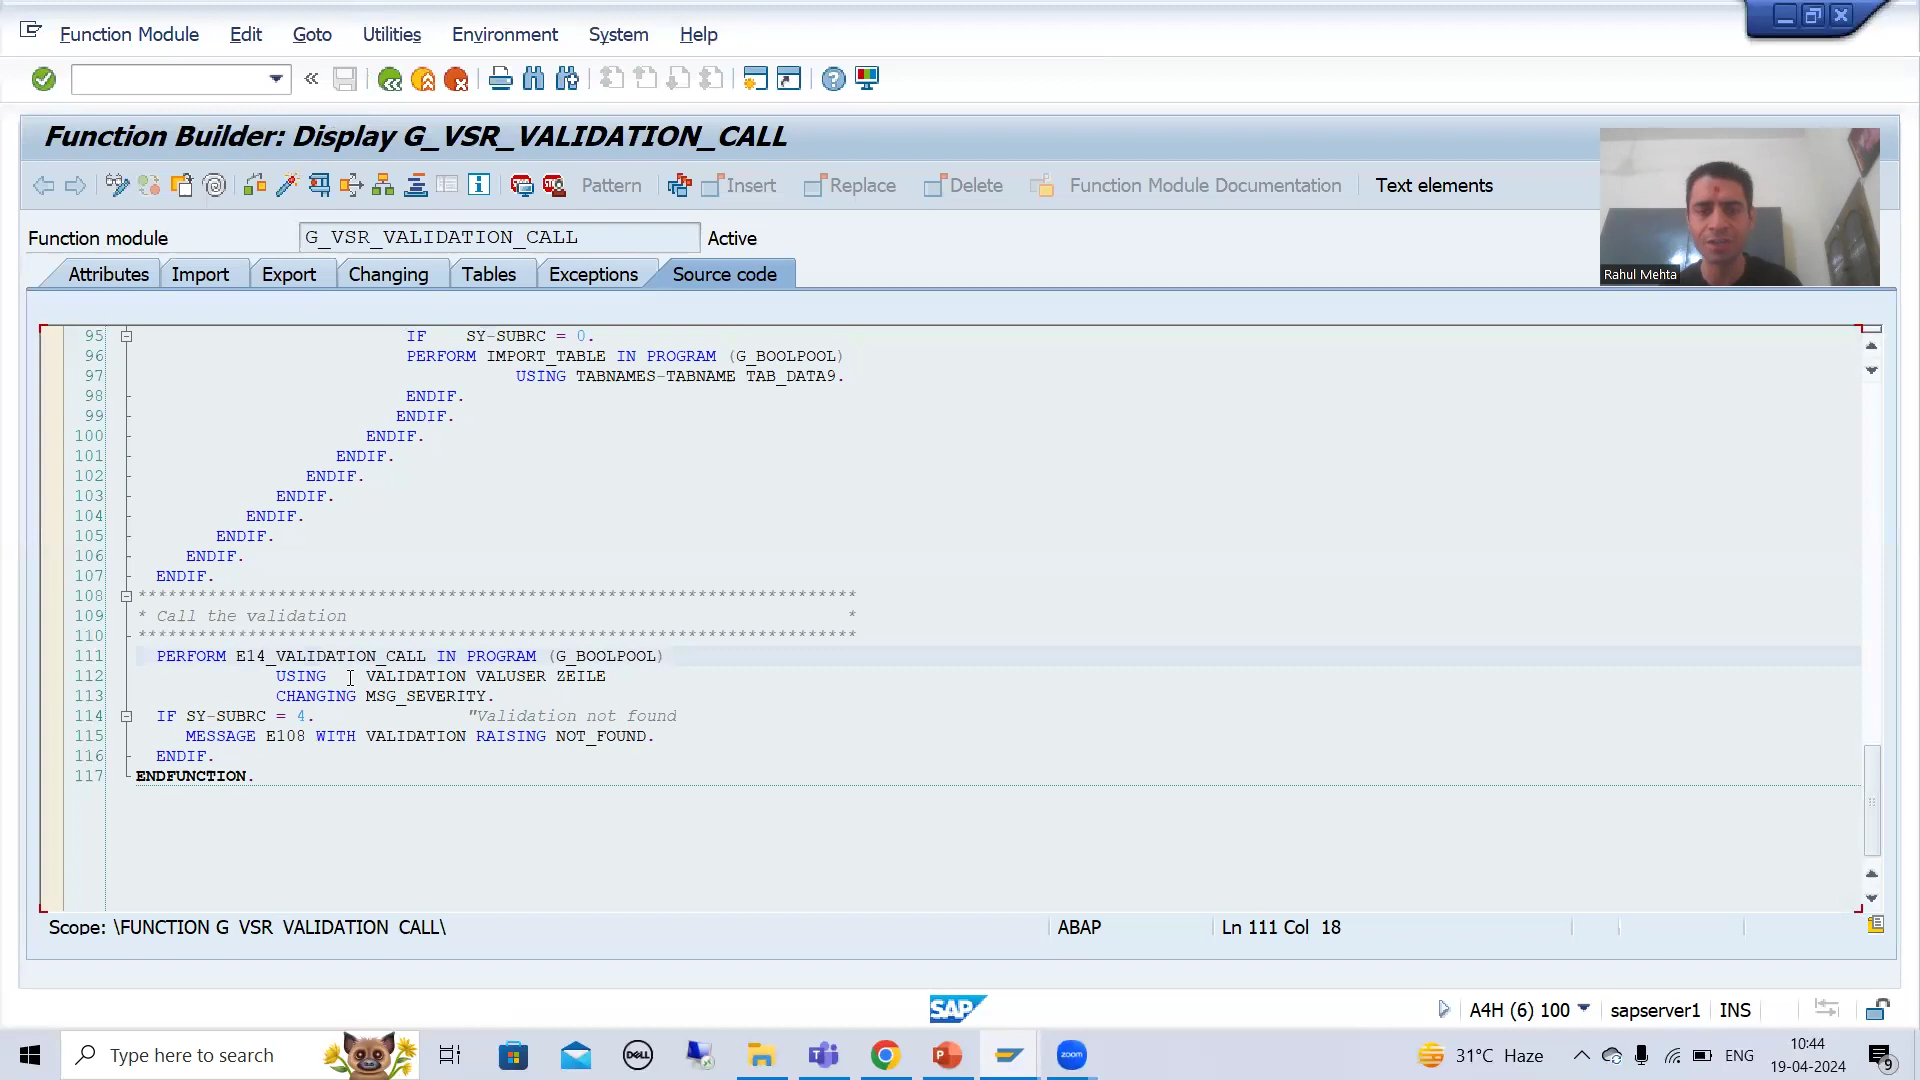 Function Module Edit Goto Utilities Environment System Help
Function Builder: Display G_VSR_VALIDATION_CALL
Pattern Insert Replace Delete Function Module Documentation Text elements
Function module G_VSR_VALIDATION_CALL Active
Rahul Mehta
Attributes Import Export Changing Tables Exceptions Source code
95 IF SY-SUBRC = 0.
96 PERFORM IMPORT_TABLE IN PROGRAM (G_BOOLPOOL)
97 USING TABNAMES-TABNAME TAB_DATA9.
98 ENDIF.
99 ENDIF.
100 ENDIF.
101 ENDIF.
102 ENDIF.
103 ENDIF.
104 ENDIF.
105 ENDIF.
106 ENDIF.
107 ENDIF.
108 ************************************************************************
109 * Call the validation *
110 ************************************************************************
111 PERFORM E14_VALIDATION_CALL IN PROGRAM (G_BOOLPOOL)
112 USING VALIDATION VALUSER ZEILE
113 CHANGING MSG_SEVERITY.
114 IF SY-SUBRC = 4. "Validation not found
115 MESSAGE E108 WITH VALIDATION RAISING NOT_FOUND.
116 ENDIF.
117 ENDFUNCTION.
Scope: \FUNCTION G_VSR_VALIDATION_CALL\ ABAP Ln 111 Col 18
SAP A4H (6) 100 sapserver1 INS
Type here to search DELL zoom 31°C Haze ENG 10:44
19-04-2024 9